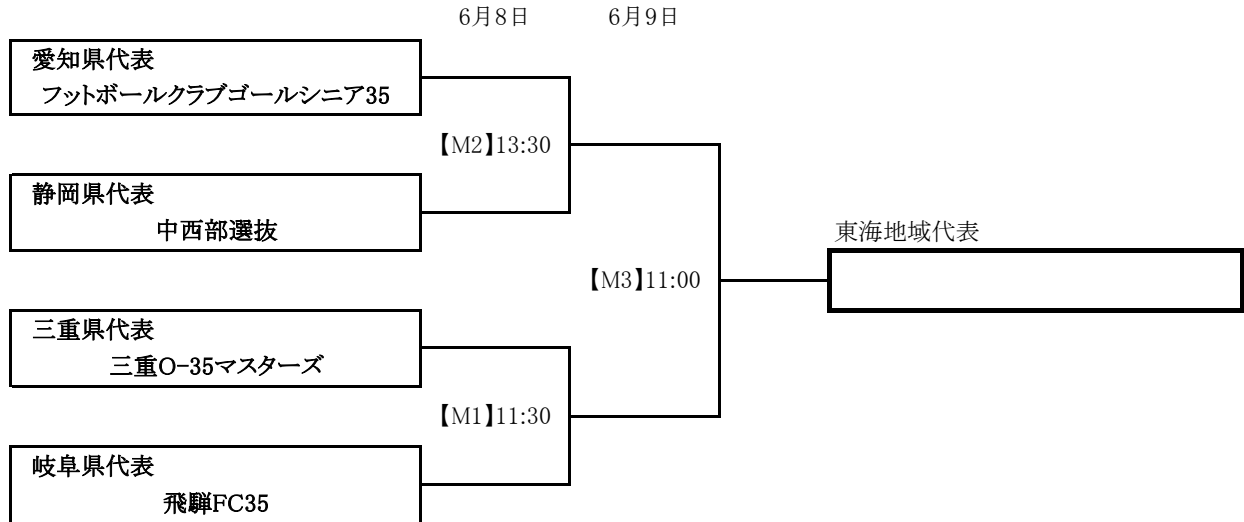 6月8日 6月9日
愛知県代表
フットボールクラブゴールシニア35
【M2】13:30
静岡県代表
中西部選抜
東海地域代表
【M3】11:00
三重県代表
三重O-35マスターズ
【M1】11:30
岐阜県代表
飛騨FC35